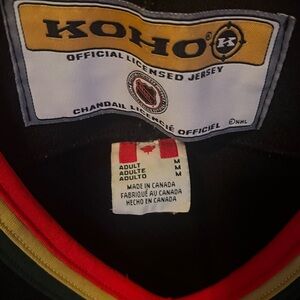 KOHO® K
OFFICIAL LICENSED JERSEY
CHANDAIL LICENCIÉ OFFICIEL
©NHL
ADULT M
ADULTE M
ADULTO M
MADE IN CANADA
FABRIQUÉ AU CANADA
HECHO EN CANADA